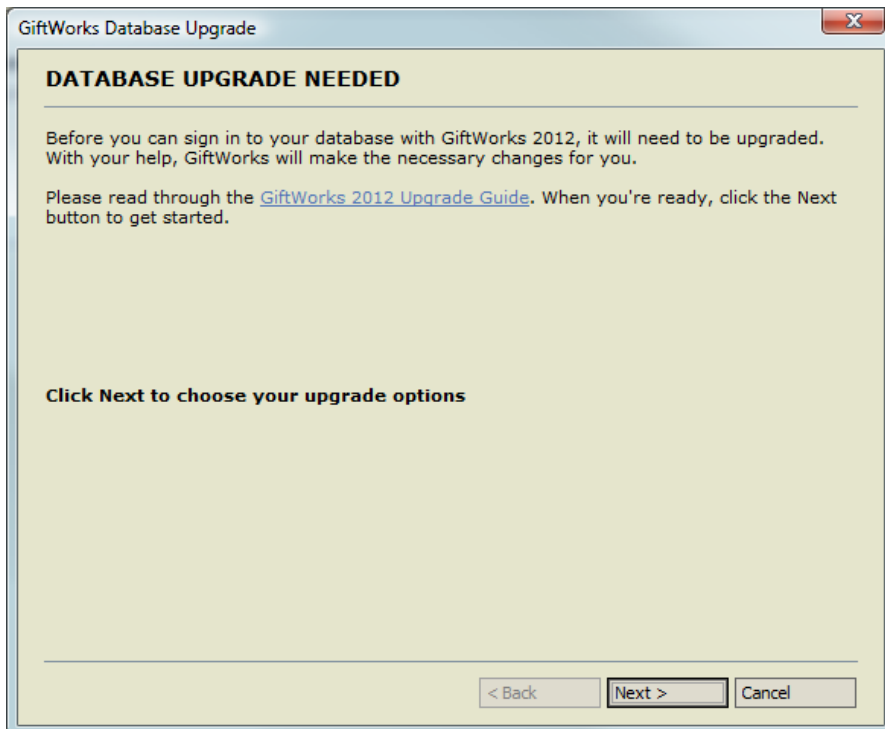 GiftWorks Database Upgrade
DATABASE UPGRADE NEEDED
Before you can sign in to your database with GiftWorks 2012, it will need to be upgraded.
With your help, GiftWorks will make the necessary changes for you.
Please read through the GiftWorks 2012 Upgrade Guide. When you're ready, click the Next
button to get started.
Click Next to choose your upgrade options
< Back Next > Cancel